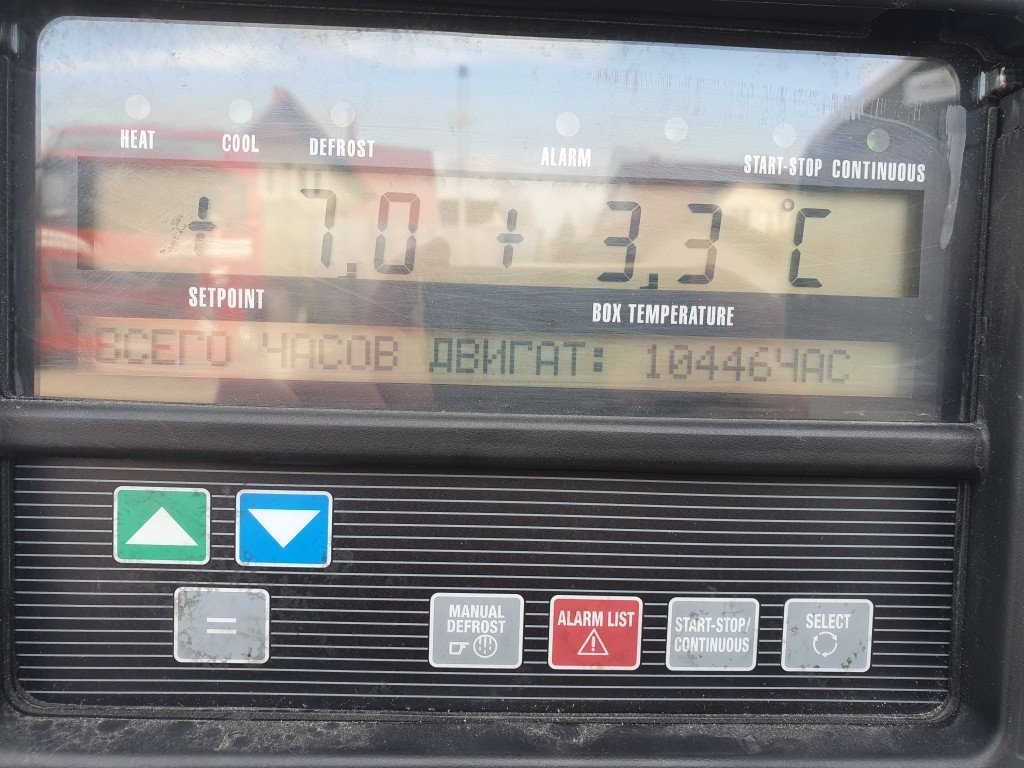 HEAT COOL DEFROST ALARM START-STOP CONTINUOUS
+ 7,0 + 3,3 °C
SETPOINT BOX TEMPERATURE
ВСЕГО ЧАСОВ ДВИГАТ: 10446ЧАС
=
MANUAL DEFROST
ALARM LIST
START-STOP/
CONTINUOUS
SELECT